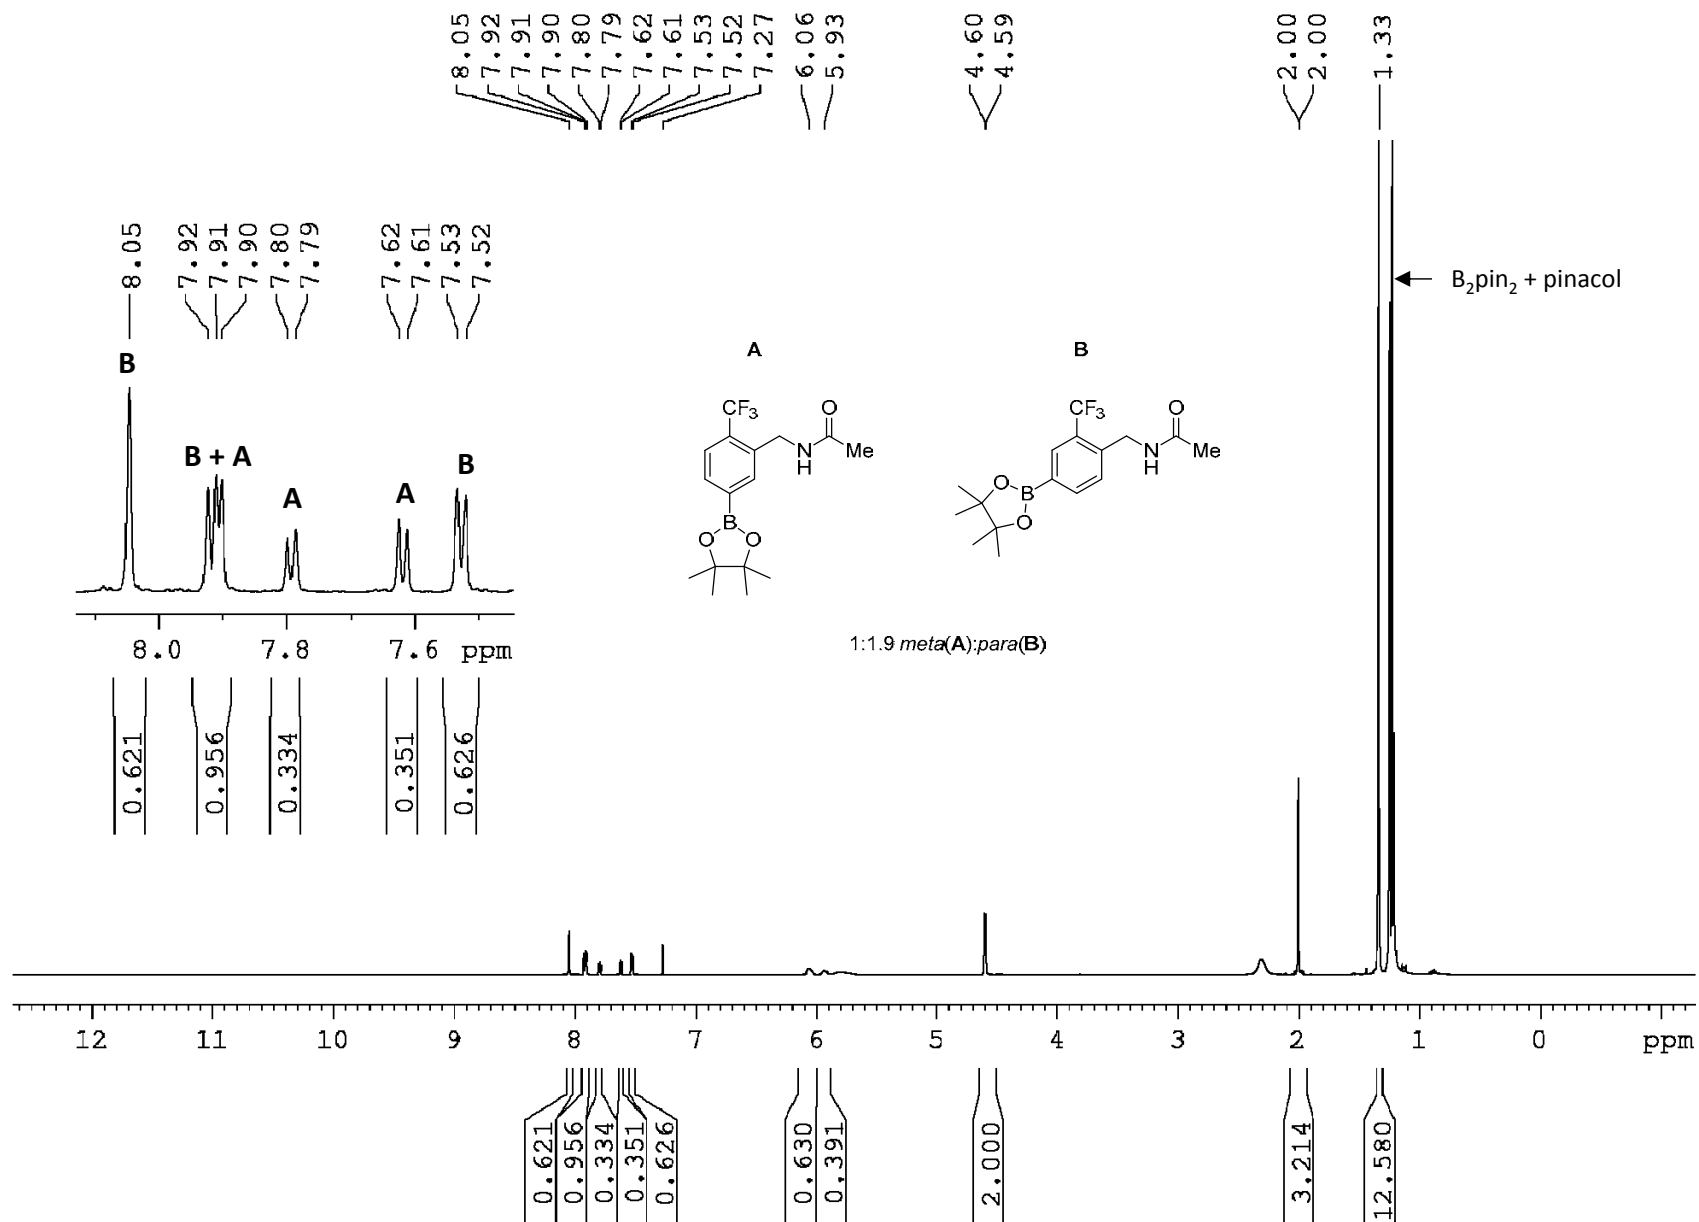 8.05
7.92
7.91
7.90
7.80
7.79
7.62
7.61
7.53
7.52
7.27
6.06
5.93
4.60
4.59
2.00
2.00
1.33
8.05
7.92
7.91
7.90
7.80
7.79
7.62
7.61
7.53
7.52
B₂pin₂ + pinacol
B
B + A
A
A
B
8.0 7.8 7.6 ppm
0.621
0.956
0.334
0.351
0.626
A
CF₃
O
N
H
Me
B
O
O
B
CF₃
O
N
H
Me
O
B
O
1:1.9 meta(A):para(B)
12 11 10 9 8 7 6 5 4 3 2 1 0 ppm
0.621
0.956
0.334
0.351
0.626
0.630
0.391
2.000
3.214
12.580